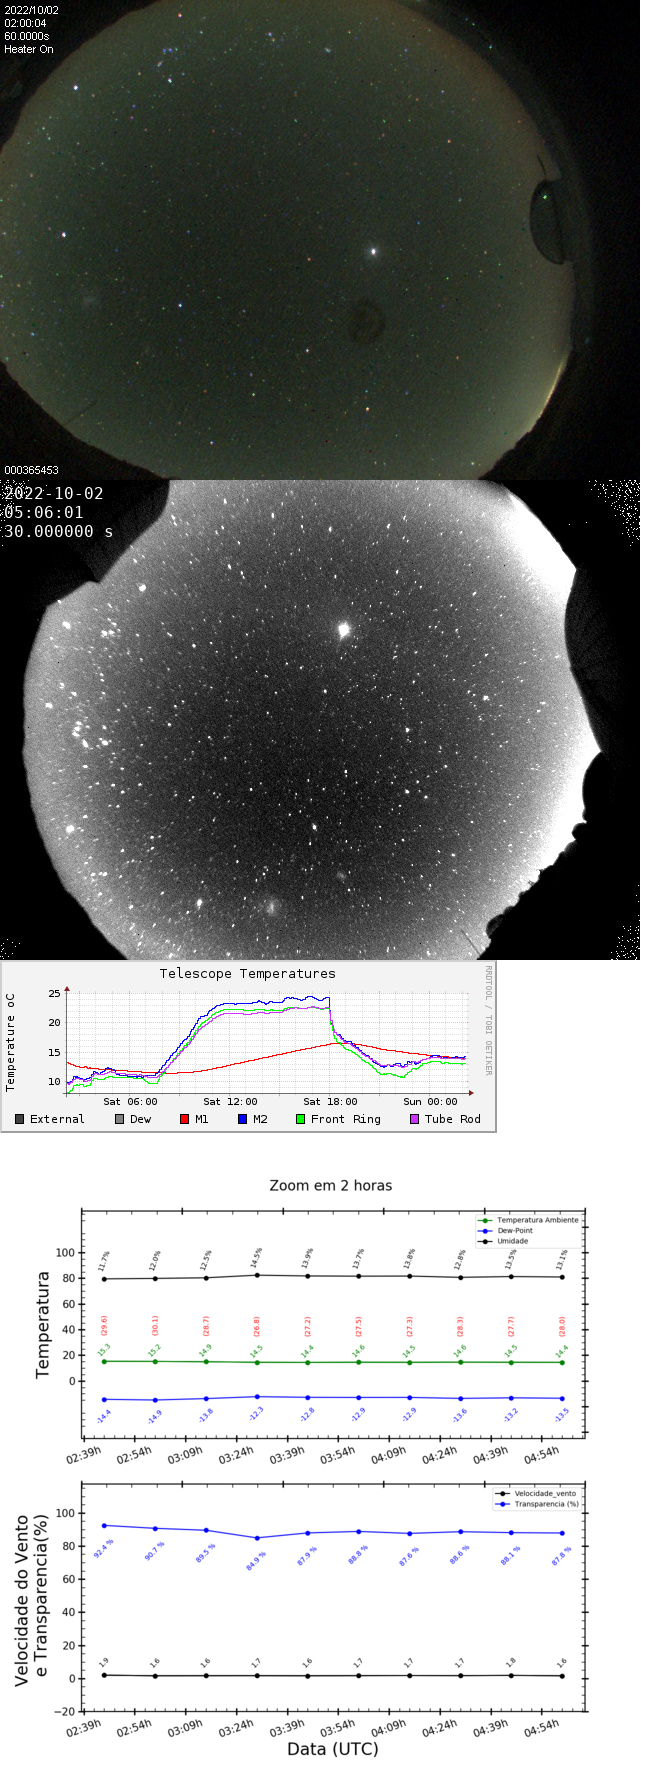 2022/10/02
02:00:04
60.0000s
Heater On
000365453
2022-10-02
05:06:01
30.000000 s
Telescope Temperatures
RRDTOOL / TOBI OETIKER
Temperature oC
25
20
15
10
Sat 06:00 Sat 12:00 Sat 18:00 Sun 00:00
External Dew M1 M2 Front Ring Tube Rod
Zoom em 2 horas
Temperatura Ambiente
Dew-Point
Umidade
Temperatura
100
80
60
40
20
0
11.7% 12.0% 12.5% 14.5% 13.9% 13.7% 13.8% 12.8% 13.5% 13.1%
(29.6) (30.1) (28.7) (26.8) (27.2) (27.5) (27.3) (28.3) (27.7) (28.0)
15.3 15.2 14.9 14.5 14.4 14.6 14.5 14.6 14.5 14.4
-14.4 -14.9 -13.8 -12.3 -12.8 -12.9 -12.9 -13.6 -13.2 -13.5
02:39h 02:54h 03:09h 03:24h 03:39h 03:54h 04:09h 04:24h 04:39h 04:54h
Velocidade_vento
Transparencia (%)
Velocidade do Vento
e Transparencia(%)
100
80
60
40
20
0
−20
92.4 % 90.7 % 89.5 % 84.9 % 87.9 % 88.8 % 87.6 % 88.6 % 88.1 % 87.8 %
1.9 1.6 1.6 1.7 1.6 1.7 1.7 1.7 1.8 1.6
02:39h 02:54h 03:09h 03:24h 03:39h 03:54h 04:09h 04:24h 04:39h 04:54h
Data (UTC)